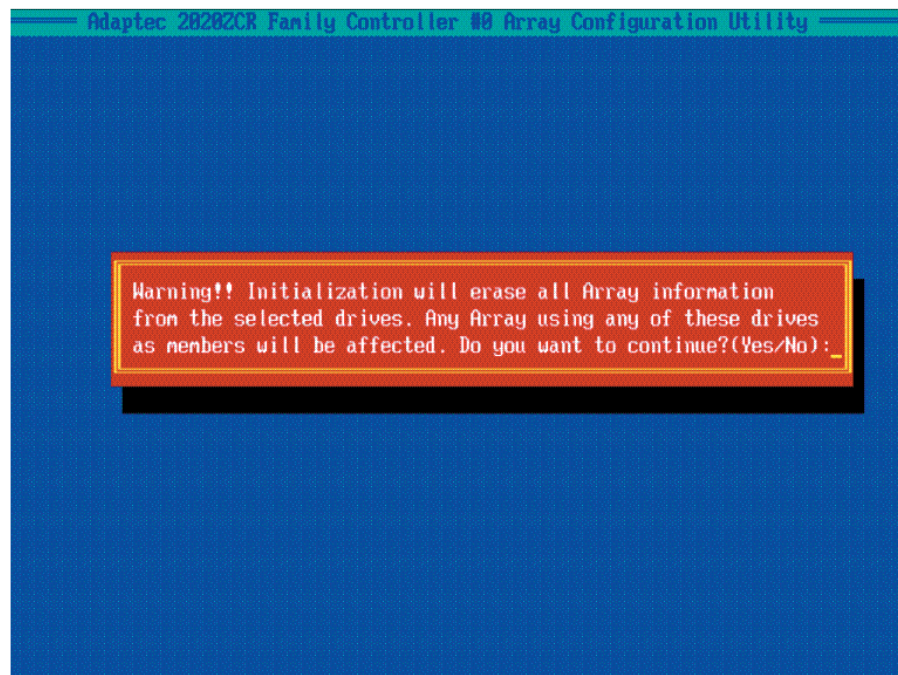 Adaptec 2020ZCR Family Controller #0 Array Configuration Utility
Warning!! Initialization will erase all Array information
from the selected drives. Any Array using any of these drives
as members will be affected. Do you want to continue?(Yes/No):_